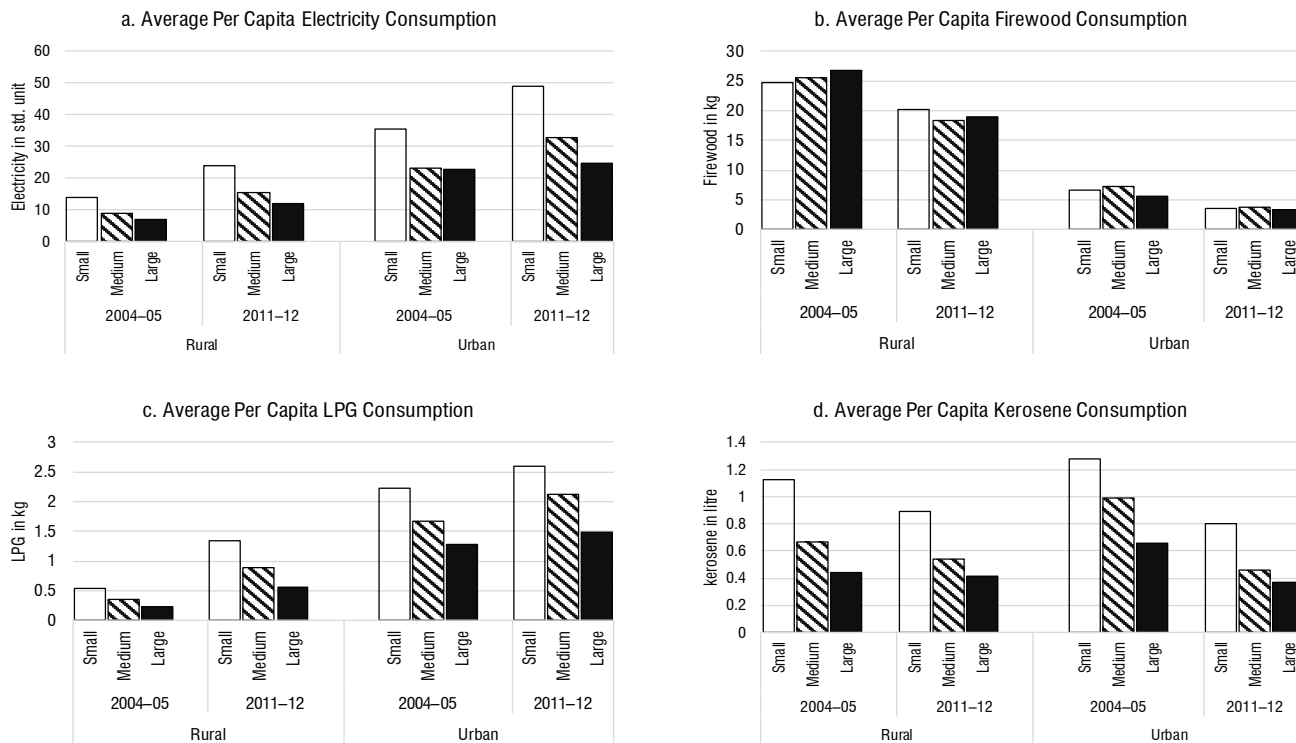 a. Average Per Capita Electricity Consumption
Electricity in std. unit
60
50
40
30
20
10
0
Small
Medium
Large
Small
Medium
Large
Small
Medium
Large
Small
Medium
Large
2004–05
2011–12
2004–05
2011–12
Rural
Urban
b. Average Per Capita Firewood Consumption
Firewood in kg
30
25
20
15
10
5
0
Small
Medium
Large
Small
Medium
Large
Small
Medium
Large
Small
Medium
Large
2004–05
2011–12
2004–05
2011–12
Rural
Urban
c. Average Per Capita LPG Consumption
LPG in kg
3
2.5
2
1.5
1
0.5
0
Small
Medium
Large
Small
Medium
Large
Small
Medium
Large
Small
Medium
Large
2004–05
2011–12
2004–05
2011–12
Rural
Urban
d. Average Per Capita Kerosene Consumption
kerosene in litre
1.4
1.2
1
0.8
0.6
0.4
0.2
0
Small
Medium
Large
Small
Medium
Large
Small
Medium
Large
Small
Medium
Large
2004–05
2011–12
2004–05
2011–12
Rural
Urban